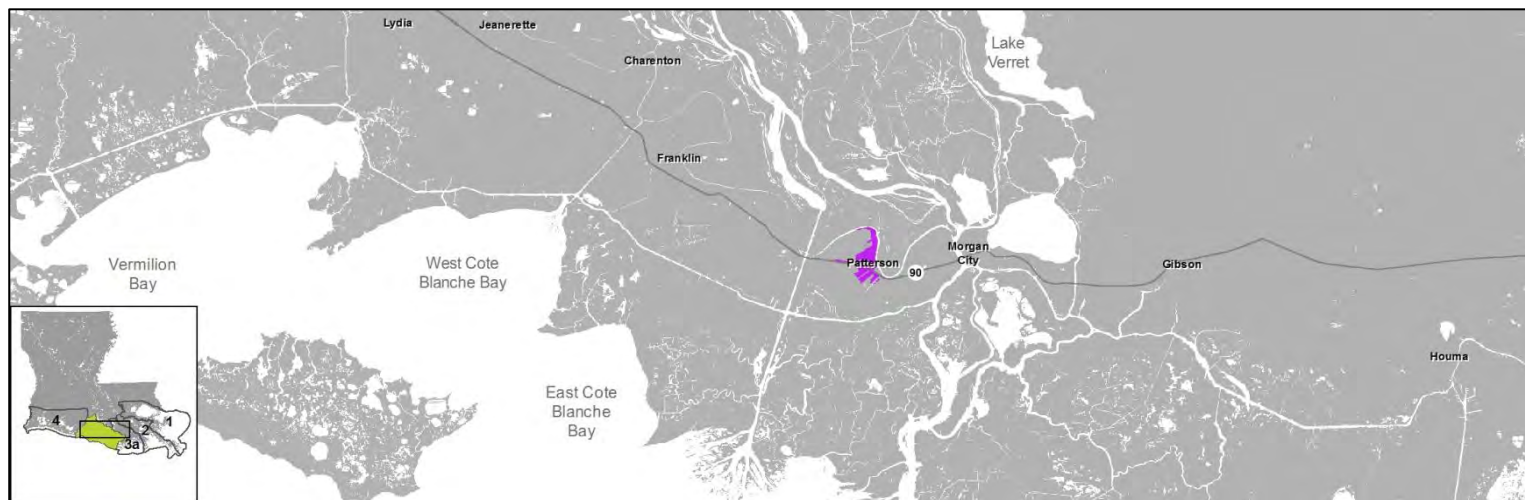 Lydia
Jeanerette
Charenton
Lake
Verret
Franklin
Vermilion
Bay
West Cote
Blanche Bay
Patterson
90
Morgan
City
Gibson
Houma
East Cote
Blanche
Bay
4
1
2
3a